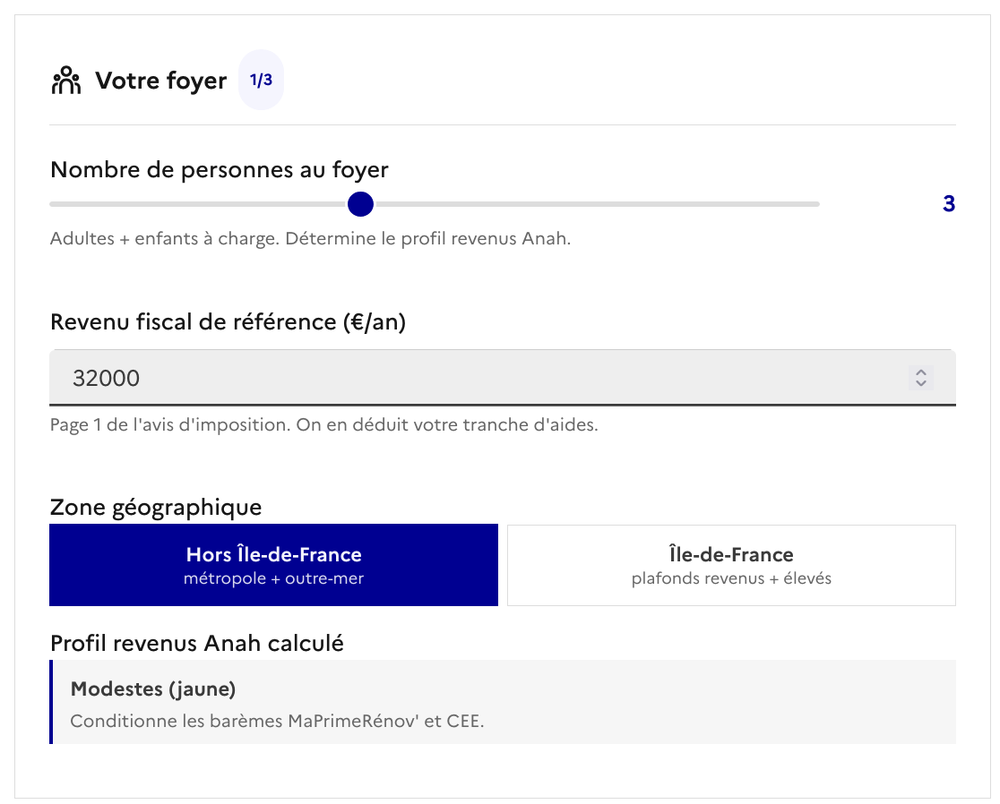 Votre foyer 1/3
Nombre de personnes au foyer
3
Adultes + enfants à charge. Détermine le profil revenus Anah.
Revenu fiscal de référence (€/an)
32000
Page 1 de l'avis d'imposition. On en déduit votre tranche d'aides.
Zone géographique
Hors Île-de-France
métropole + outre-mer
Île-de-France
plafonds revenus + élevés
Profil revenus Anah calculé
Modestes (jaune)
Conditionne les barèmes MaPrimeRénov' et CEE.